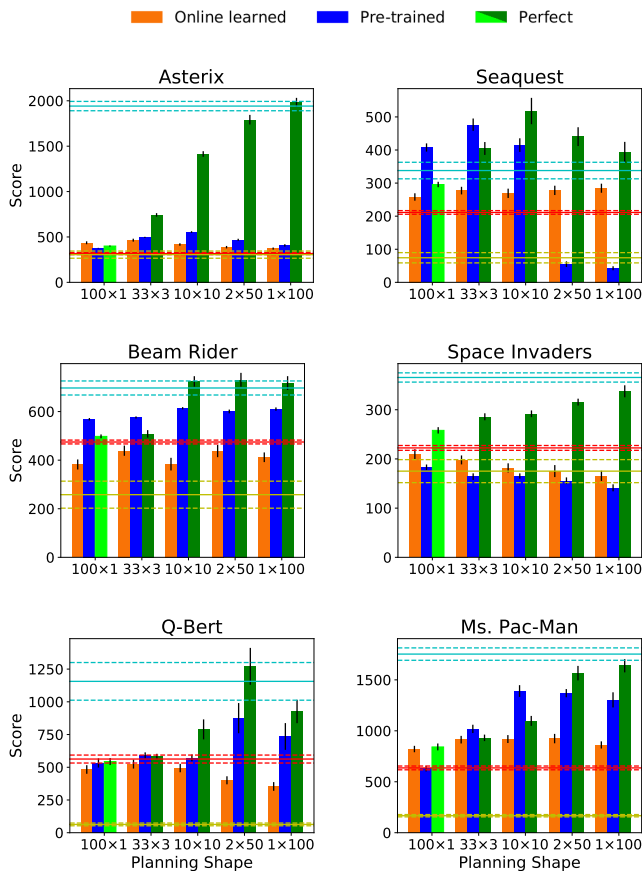 Online learned Pre-trained Perfect
Asterix
Seaquest
Score
2000
1500
1000
500
0
500
400
300
200
100
0
100×1 33×3 10×10 2×50 1×100
100×1 33×3 10×10 2×50 1×100
Beam Rider
Space Invaders
Score
600
400
200
0
300
200
100
0
100×1 33×3 10×10 2×50 1×100
100×1 33×3 10×10 2×50 1×100
Q-Bert
Ms. Pac-Man
Score
1250
1000
750
500
250
0
1500
1000
500
0
100×1 33×3 10×10 2×50 1×100
100×1 33×3 10×10 2×50 1×100
Planning Shape
Planning Shape